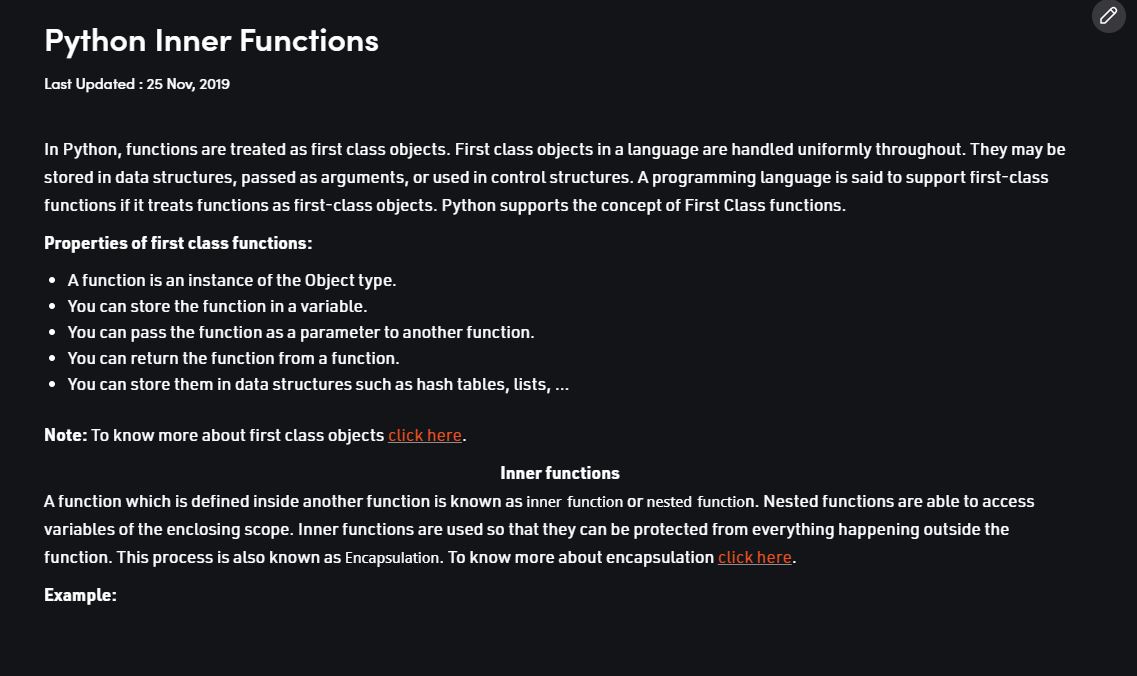 Python Inner Functions
Last Updated : 25 Nov, 2019
In Python, functions are treated as first class objects. First class objects in a language are handled uniformly throughout. They may be
stored in data structures, passed as arguments, or used in control structures. A programming language is said to support first-class
functions if it treats functions as first-class objects. Python supports the concept of First Class functions.
Properties of first class functions:
• A function is an instance of the Object type.
• You can store the function in a variable.
• You can pass the function as a parameter to another function.
• You can return the function from a function.
• You can store them in data structures such as hash tables, lists, ...
Note: To know more about first class objects click here.
Inner functions
A function which is defined inside another function is known as inner function or nested function. Nested functions are able to access
variables of the enclosing scope. Inner functions are used so that they can be protected from everything happening outside the
function. This process is also known as Encapsulation. To know more about encapsulation click here.
Example: